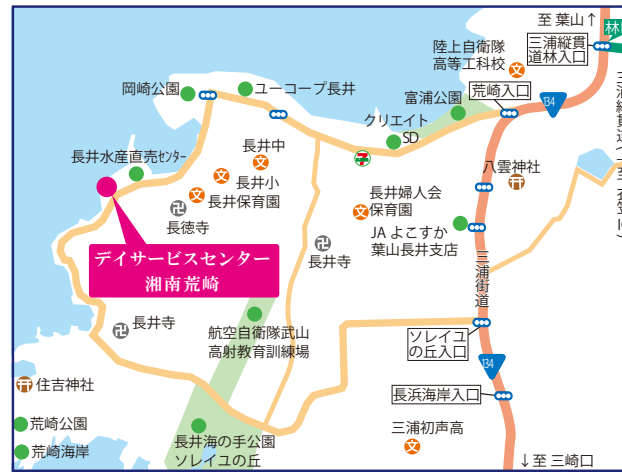 至 葉山↑
林
三浦縦貫
道林入口
陸上自衛隊
高等工科校
荒崎入口
134
岡崎公園
ユーコープ長井
富浦公園
クリエイト
SD
長井水産直売センター
長井中
長井小
長井保育園
長徳寺
八雲神社
長井婦人会
保育園
JA よこすか
葉山長井支店
デイサービスセンター
湘南荒崎
長井寺
三浦街道
長井寺
航空自衛隊武山
高射教育訓練場
ソレイユ
の丘入口
134
長浜海岸入口
住吉神社
荒崎公園
荒崎海岸
長井海の手公園
ソレイユの丘
三浦初声高
↓至 三崎口